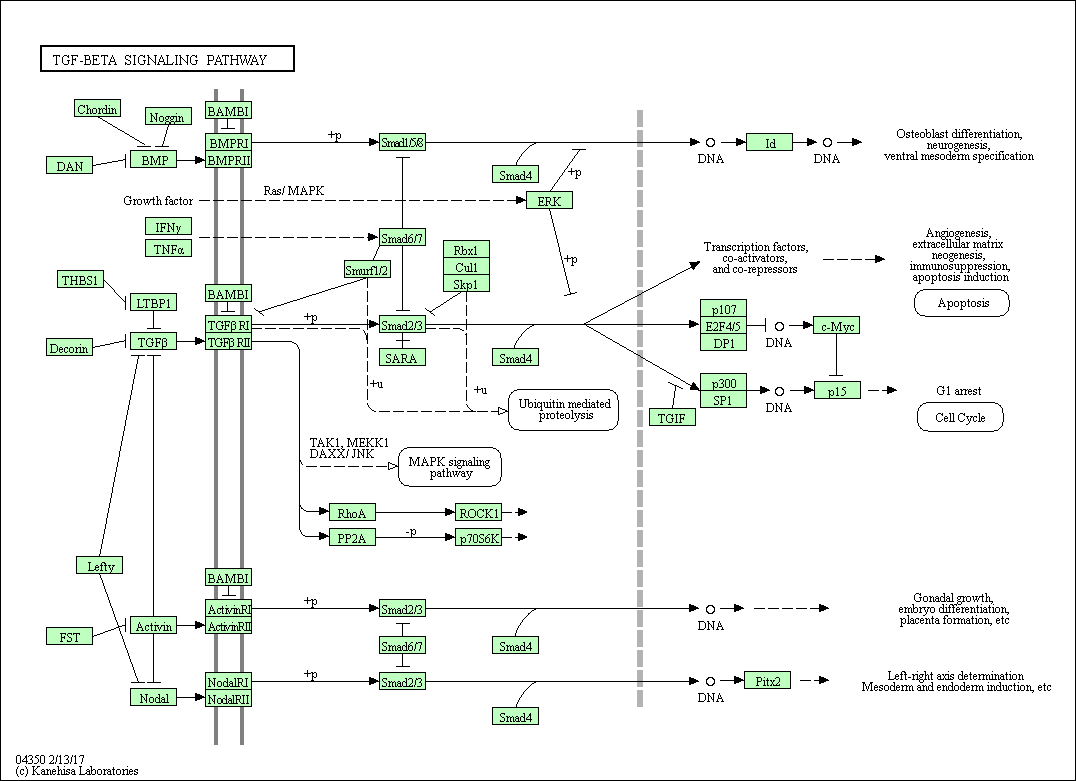 TGF-BETA SIGNALING PATHWAY
Chordin
Noggin
BAMBI
DAN
BMP
BMPRI
BMPRII
+p
Smad1/5/8
Smad4
DNA
Id
DNA
Osteoblast differentiation,
neurogenesis,
ventral mesoderm specification
Growth factor
Ras/ MAPK
ERK
+p
+p
IFNγ
TNFα
Smad6/7
Smurf1/2
Rbx1
Cul1
Skp1
Transcription factors,
co-activators,
and co-repressors
Angiogenesis,
extracellular matrix
neogenesis,
immunosuppression,
apoptosis induction
Apoptosis
THBS1
LTBP1
BAMBI
Decorin
TGFβ
TGFβ RI
TGFβ RII
+p
Smad2/3
SARA
Smad4
p107
E2F4/5
DP1
DNA
c-Myc
p300
SP1
DNA
p15
TGIF
G1 arrest
Cell Cycle
+u
+u
Ubiquitin mediated
proteolysis
TAK1, MEKK1
DAXX/ JNK
MAPK signaling
pathway
RhoA
ROCK1
PP2A
-p
p70S6K
Lefty
BAMBI
FST
Activin
ActivinRI
ActivinRII
+p
Smad2/3
Smad6/7
Smad4
DNA
Gonadal growth,
embryo differentiation,
placenta formation, etc
Nodal
NodalRI
NodalRII
+p
Smad2/3
Smad4
DNA
Pitx2
Left-right axis determination
Mesoderm and endoderm induction, etc
04350 2/13/17
(c) Kanehisa Laboratories